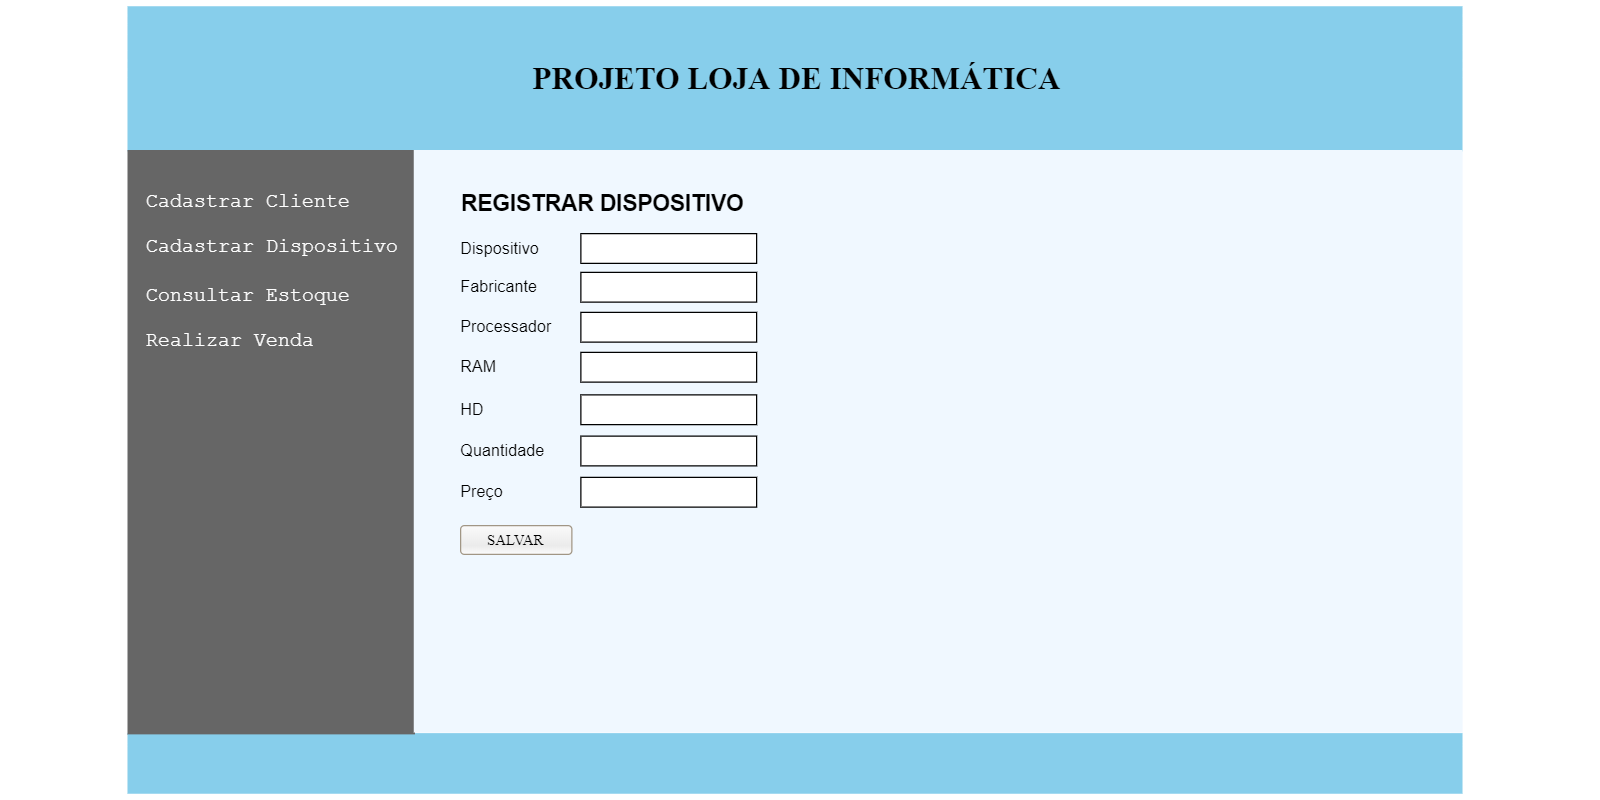 PROJETO LOJA DE INFORMÁTICA
Cadastrar Cliente
Cadastrar Dispositivo
Consultar Estoque
Realizar Venda
REGISTRAR DISPOSITIVO
Dispositivo
Fabricante
Processador
RAM
HD
Quantidade
Preço
SALVAR